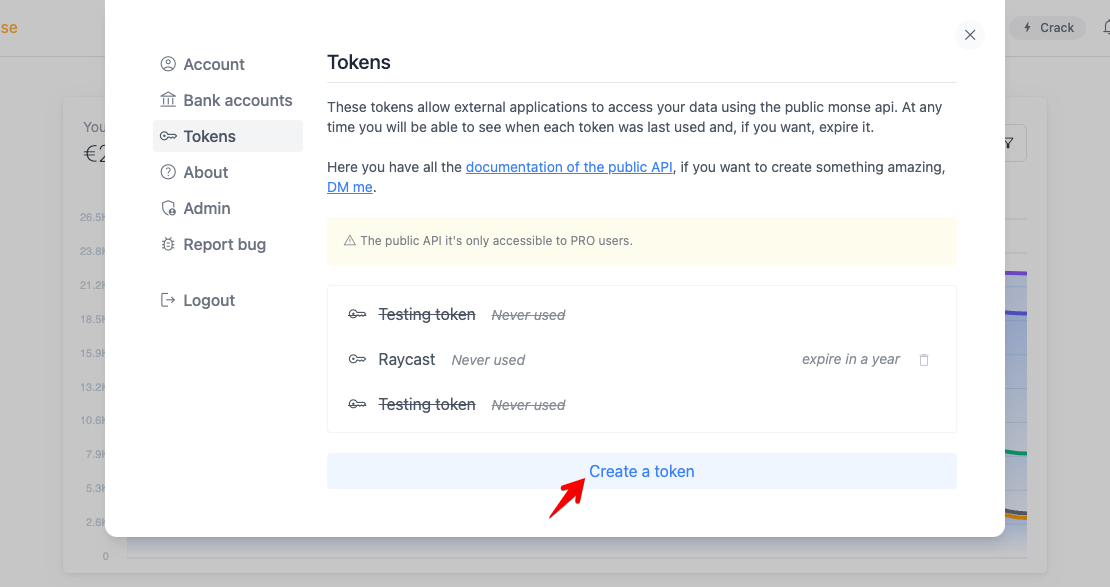 se
Crack
Account
Bank accounts
Tokens
About
Admin
Report bug
Logout
Tokens
These tokens allow external applications to access your data using the public monse api. At any
time you will be able to see when each token was last used and, if you want, expire it.
Here you have all the documentation of the public API, if you want to create something amazing,
DM me.
The public API it's only accessible to PRO users.
Testing token Never used
Raycast Never used expire in a year
Testing token Never used
Create a token
You
€2
26.5K
23.8K
21.2K
18.5K
15.9K
13.2K
10.6K
7.9K
5.3K
2.6K
0